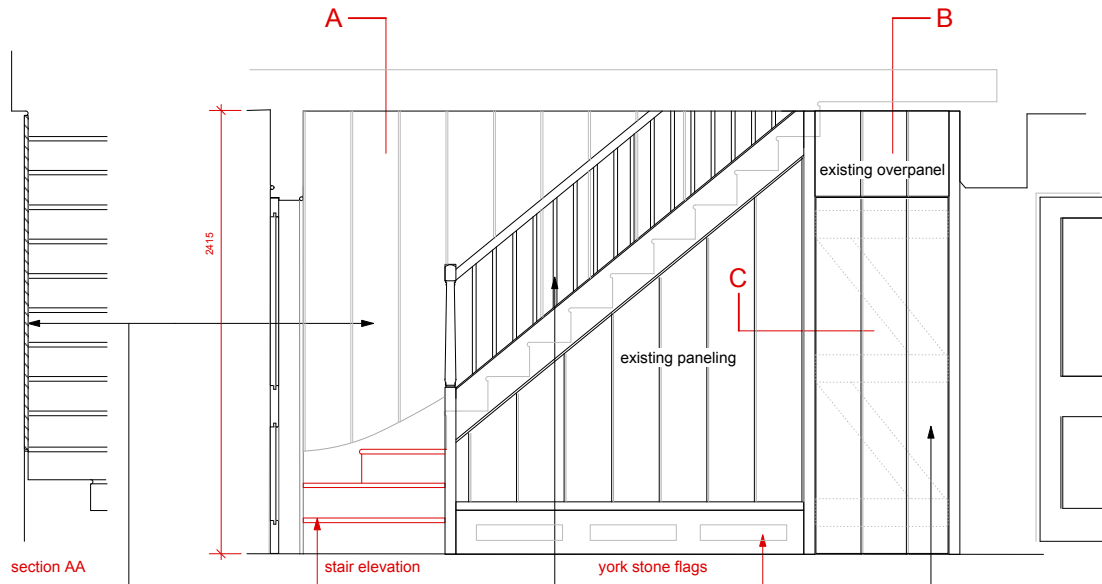 A
B
existing overpanel
2415
C
existing paneling
section AA
stair elevation
york stone flags